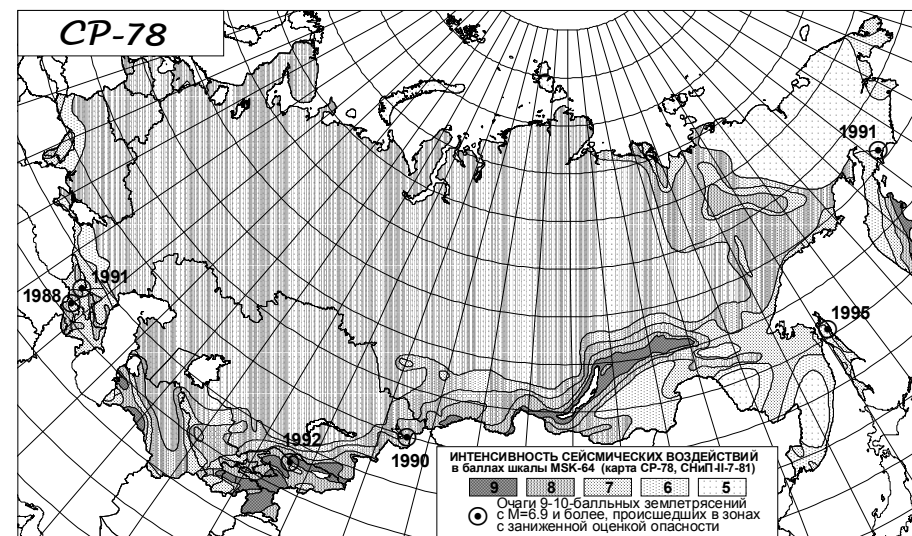 СР-78
1991
1991
1988
1995
1992
1990
ИНТЕНСИВНОСТЬ СЕЙСМИЧЕСКИХ ВОЗДЕЙСТВИЙ
в баллах шкалы MSK-64 (карта СР-78, СНиП-II-7-81)
9 8 7 6 5
Очаги 9-10-балльных землетрясений
с М=6.9 и более, происшедших в зонах
с заниженной оценкой опасности